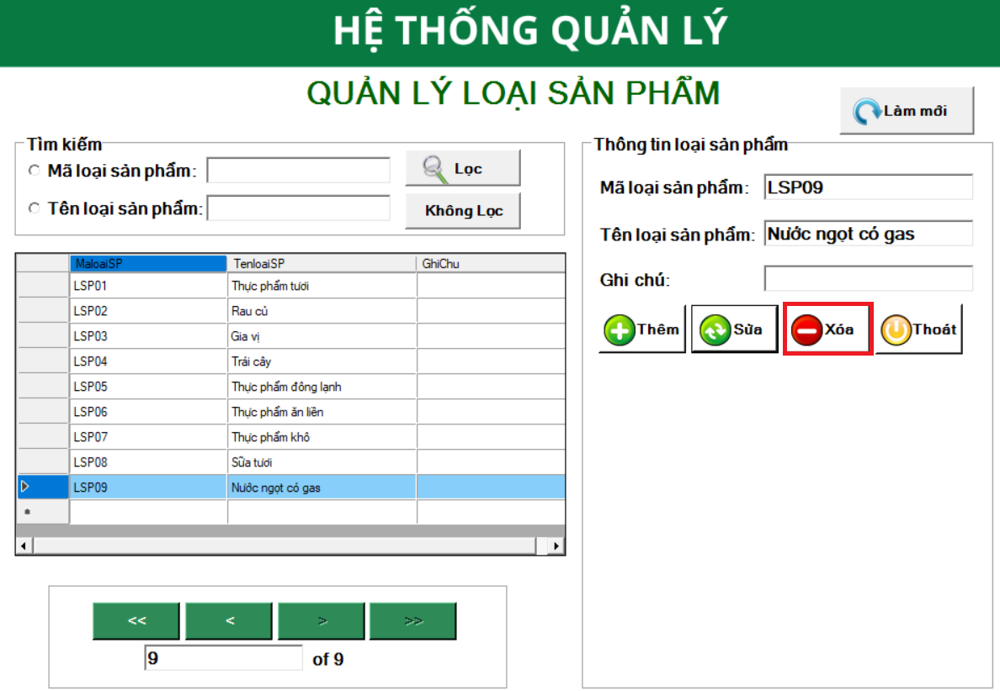 HỆ THỐNG QUẢN LÝ
QUẢN LÝ LOẠI SẢN PHẨM
Làm mới
Tìm kiếm
Mã loại sản phẩm:
Lọc
Tên loại sản phẩm:
Không Lọc
MaloaiSP TenloaiSP GhiChu
LSP01 Thực phẩm tươi
LSP02 Rau củ
LSP03 Gia vị
LSP04 Trái cây
LSP05 Thực phẩm đông lạnh
LSP06 Thực phẩm ăn liền
LSP07 Thực phẩm khô
LSP08 Sữa tươi
LSP09 Nước ngọt có gas
*
<< < > >>
9 of 9
Thông tin loại sản phẩm
Mã loại sản phẩm: LSP09
Tên loại sản phẩm: Nước ngọt có gas
Ghi chú:
Thêm Sửa Xóa Thoát